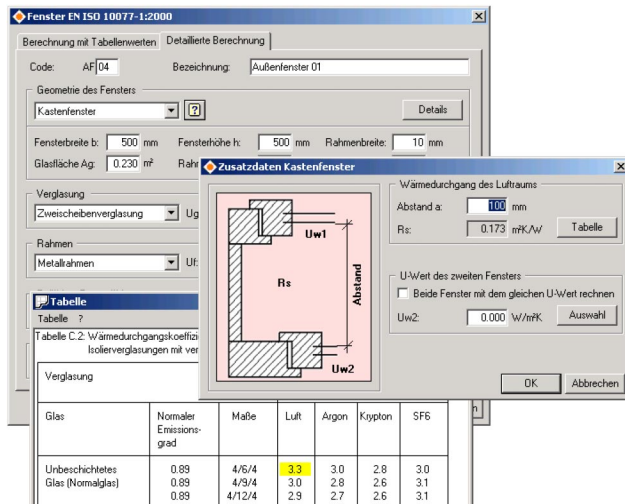 Fenster EN ISO 10077-1:2000
Berechnung mit Tabellenwerten Detaillierte Berechnung
Code: AF 04 Bezeichnung: Außenfenster 01
Geometrie des Fensters
Kastenfenster Details
Fensterbreite b: 500 mm Fensterhöhe h: 500 mm Rahmenbreite: 10 mm
Glasfläche Ag: 0.230 m²
Verglasung
Zweischeibenverglasung Ug
Rahmen
Metallrahmen Uf:
Zusatzdaten Kastenfenster
Uw1
Rs
Abstand
Uw2
Wärmedurchgang des Luftraums
Abstand a: 100 mm
Rs: 0.173 m²K/W Tabelle
U-Wert des zweiten Fensters
Beide Fenster mit dem gleichen U-Wert rechnen
Uw2: 0.000 W/m²K Auswahl
OK Abbrechen
Tabelle
Tabelle ?
Tabelle C.2: Wärmedurchgangskoeffizi
Isolierverglasungen mit ver
Verglasung
Glas Normaler Emissions- grad Maße Luft Argon Krypton SF6
Unbeschichtetes 0.89 4/6/4 3.3 3.0 2.8 3.0
Glas (Normalglas) 0.89 4/9/4 3.0 2.8 2.6 3.1
0.89 4/12/4 2.9 2.7 2.6 3.1